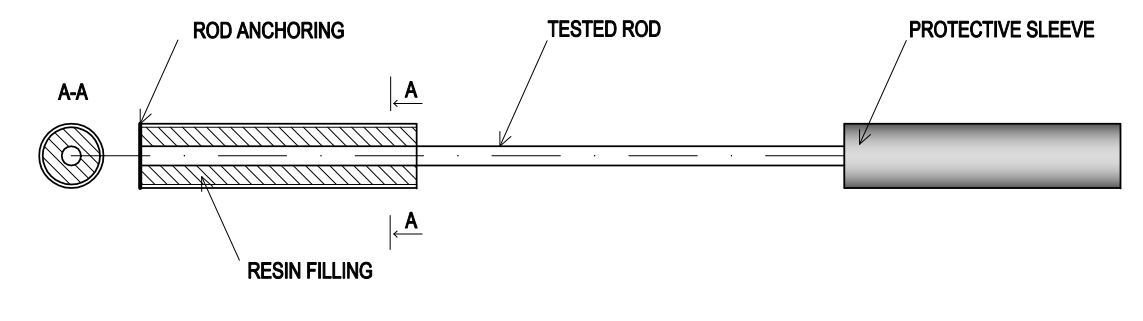 ROD ANCHORING
TESTED ROD
PROTECTIVE SLEEVE
A-A
A
A
RESIN FILLING